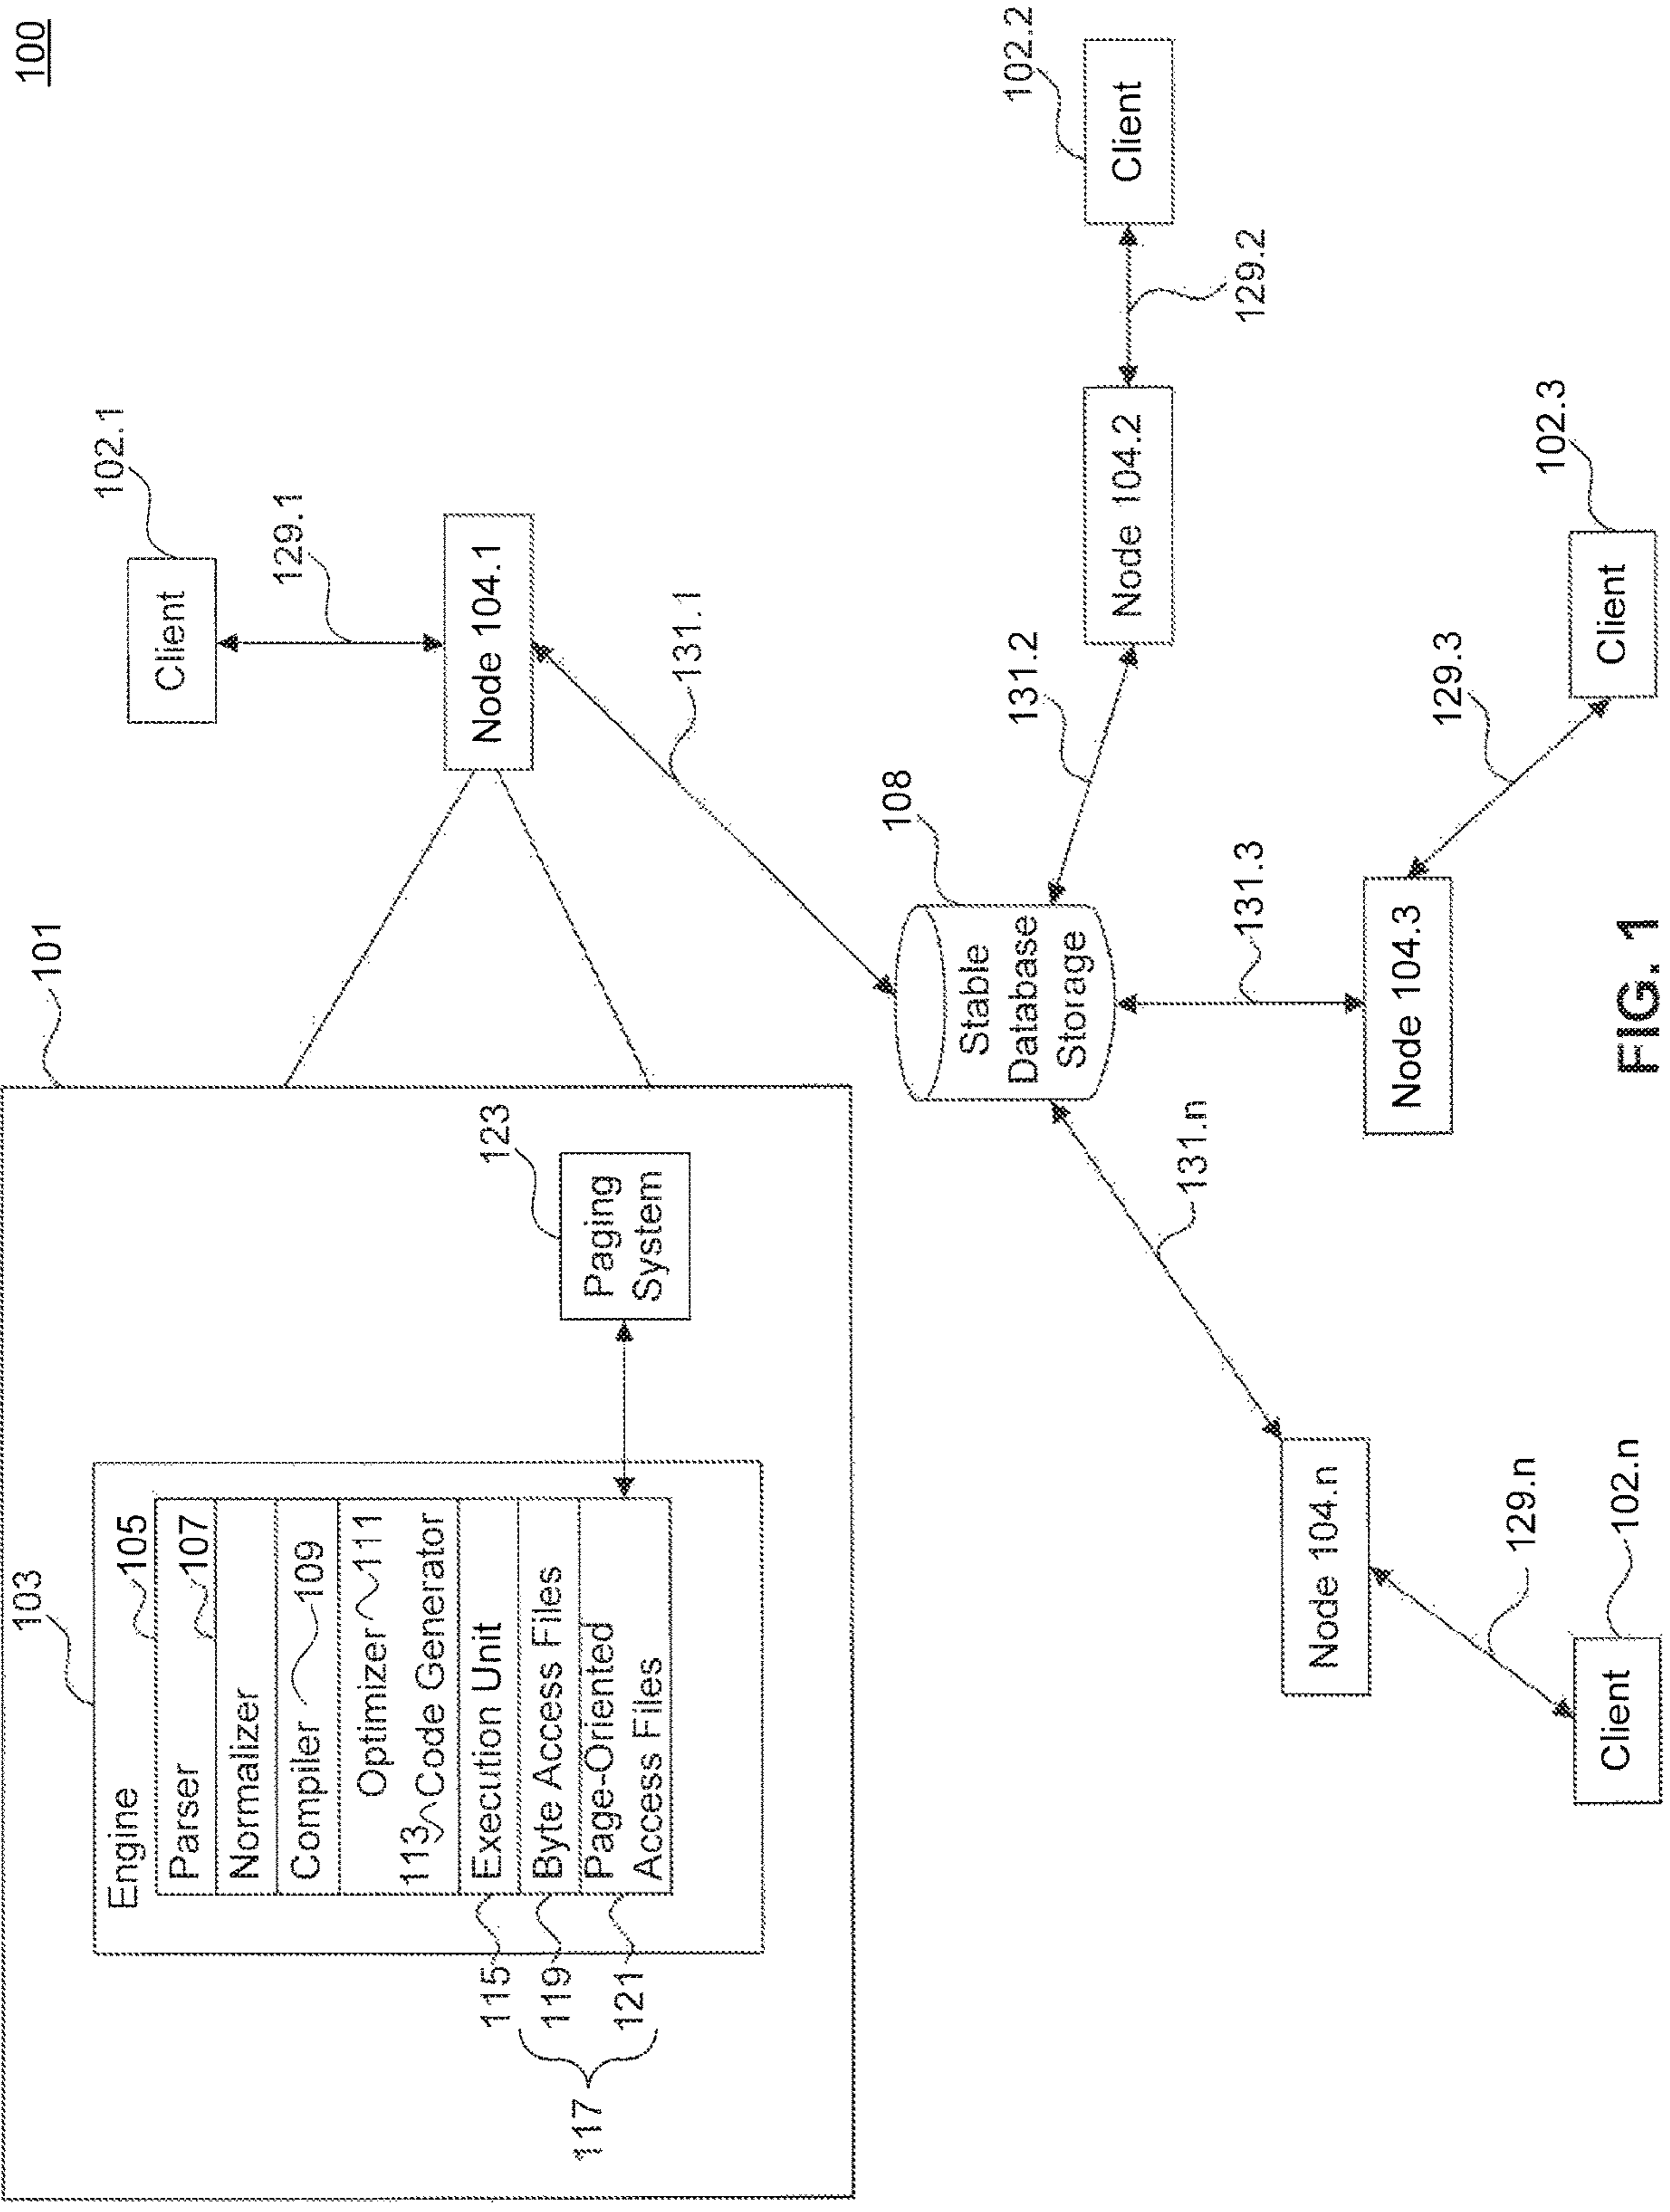 100
101
103
Engine
105
Parser
107
Normalizer
Compiler
109
Optimizer
111
113
Code Generator
Execution Unit
Byte Access Files
Page-Oriented
Access Files
115
119
121
117
123
Paging
System
Client
102.1
129.1
Node 104.1
131.1
108
Stable
Database
Storage
131.2
Node 104.2
129.2
Client
102.2
131.3
Node 104.3
129.3
Client
102.3
131.n
Node 104.n
129.n
Client
102.n
FIG. 1